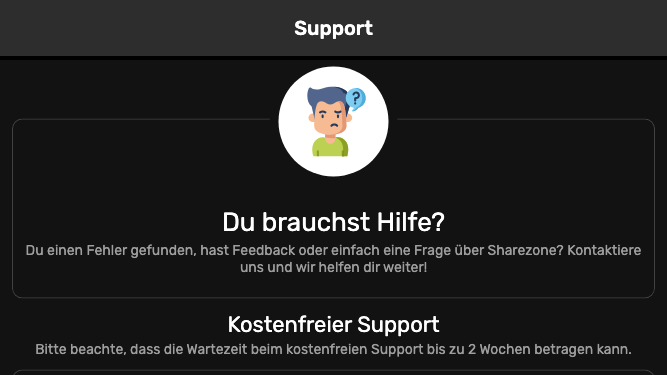 Support
?
Du brauchst Hilfe?
Du einen Fehler gefunden, hast Feedback oder einfach eine Frage über Sharezone? Kontaktiere
uns und wir helfen dir weiter!
Kostenfreier Support
Bitte beachte, dass die Wartezeit beim kostenfreien Support bis zu 2 Wochen betragen kann.